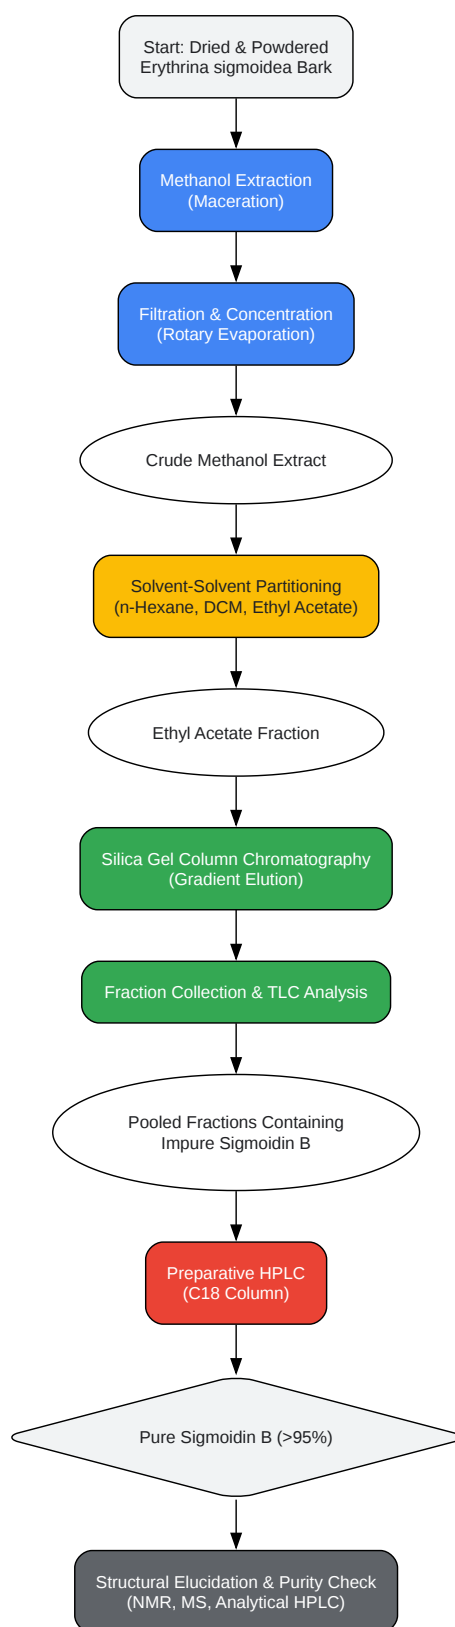 Start: Dried & Powdered
Erythrina sigmoidea Bark
Methanol Extraction
(Maceration)
Filtration & Concentration
(Rotary Evaporation)
Crude Methanol Extract
Solvent-Solvent Partitioning
(n-Hexane, DCM, Ethyl Acetate)
Ethyl Acetate Fraction
Silica Gel Column Chromatography
(Gradient Elution)
Fraction Collection & TLC Analysis
Pooled Fractions Containing
Impure Sigmoidin B
Preparative HPLC
(C18 Column)
Pure Sigmoidin B (>95%)
Structural Elucidation & Purity Check
(NMR, MS, Analytical HPLC)